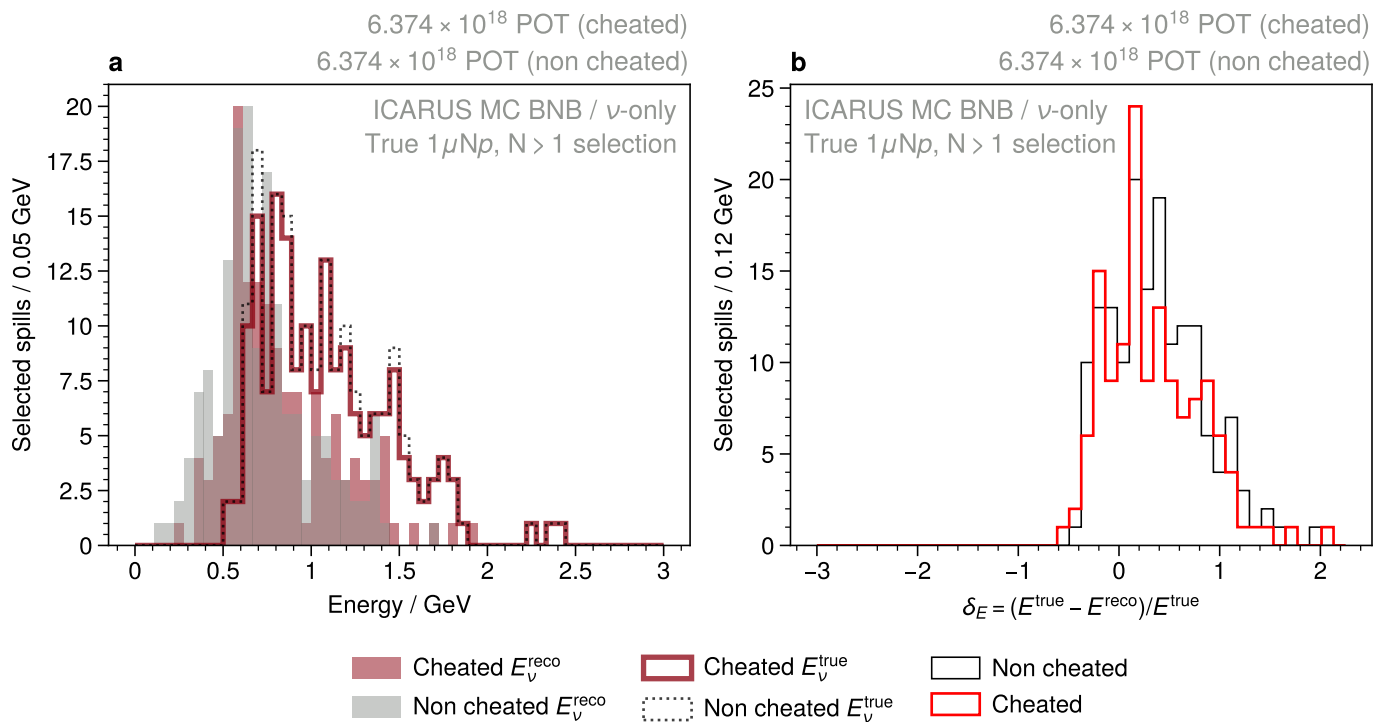 6.374 × 10¹⁸ POT (cheated)
6.374 × 10¹⁸ POT (non cheated)
a
ICARUS MC BNB / ν-only
True 1μNp, N > 1 selection
Selected spills / 0.05 GeV
20
17.5
15
12.5
10
7.5
5
2.5
0
0
0.5
1
1.5
2
2.5
3
Energy / GeV
6.374 × 10¹⁸ POT (cheated)
6.374 × 10¹⁸ POT (non cheated)
b
ICARUS MC BNB / ν-only
True 1μNp, N > 1 selection
Selected spills / 0.12 GeV
25
20
15
10
5
0
−3
−2
−1
0
1
2
δ_E = (E^true − E^reco)/E^true
Cheated E_ν^reco
Non cheated E_ν^reco
Cheated E_ν^true
Non cheated E_ν^true
Non cheated
Cheated